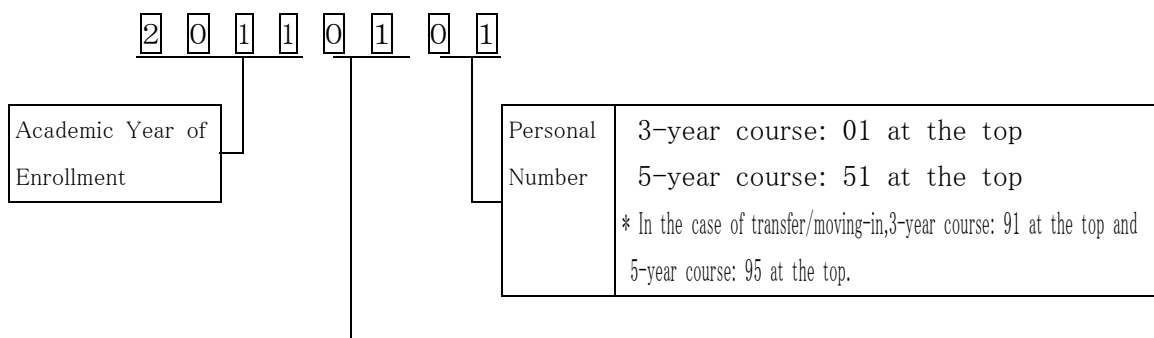 2 0 1 1 0 1 0 1
Academic Year of
Enrollment
Personal
Number
3-year course: 01 at the top
5-year course: 51 at the top
* In the case of transfer/moving-in,3-year course: 91 at the top and
5-year course: 95 at the top.